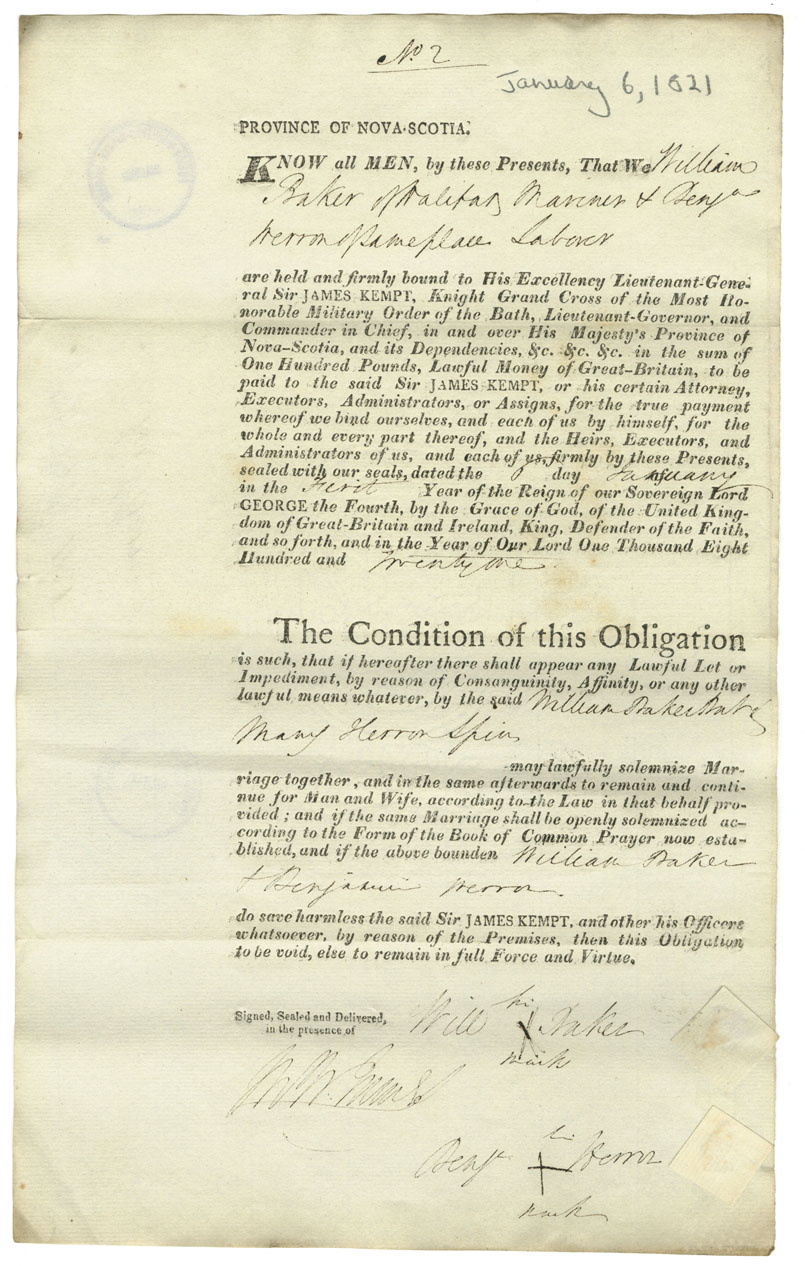 No. 2
January 6, 1821
PROVINCE OF NOVA-SCOTIA.
KNOW all MEN, by these Presents, That We William
Baker of Halifax Mariner & Benjn
Herron of same place Laborer
are held and firmly bound to His Excellency Lieutenant-Gene-
ral Sir JAMES KEMPT, Knight Grand Cross of the Most Ho-
norable Military Order of the Bath, Lieutenant-Governor, and
Commander in Chief, in and over His Majesty's Province of
Nova-Scotia, and its Dependencies, &c. &c. &c. in the sum of
One Hundred Pounds, Lawful Money of Great-Britain, to be
paid to the said Sir JAMES KEMPT, or his certain Attorney,
Executors, Administrators, or Assigns, for the true payment
whereof we bind ourselves, and each of us by himself, for the
whole and every part thereof, and the Heirs, Executors, and
Administrators of us, and each of us, firmly by these Presents,
sealed with our seals, dated the 6 day of January
in the First Year of the Reign of our Sovereign Lord
GEORGE the Fourth, by the Grace of God, of the United King-
dom of Great-Britain and Ireland, King, Defender of the Faith,
and so forth, and in the Year of Our Lord One Thousand Eight
Hundred and twenty one
The Condition of this Obligation
is such, that if hereafter there shall appear any Lawful Let or
Impediment, by reason of Consanguinity, Affinity, or any other
lawful means whatever, by the said William Baker
Mary Herron Spin
may lawfully solemnize Mar-
riage together, and in the same afterwards to remain and conti-
nue for Man and Wife, according to the Law in that behalf pro-
vided; and if the same Marriage shall be openly solemnized ac-
cording to the Form of the Book of Common Prayer now esta-
blished, and if the above bounden William Baker
& Benjamin Herron
do save harmless the said Sir JAMES KEMPT, and other his Officers
whatsoever, by reason of the Premises, then this Obligation
to be void, else to remain in full Force and Virtue.
Signed, Sealed and Delivered,
in the presence of
his
Will X Baker
mark
his
Benjn + Herron
mark